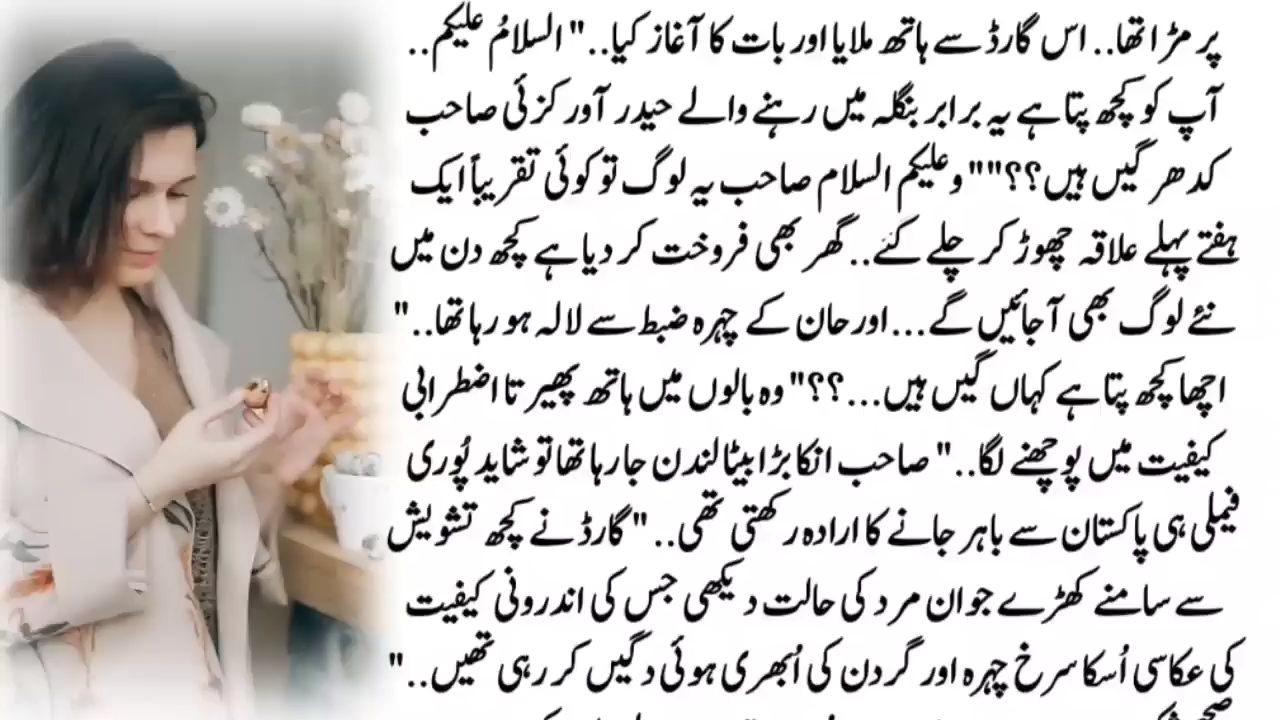 پر مڑا تھا.. اس گارڈ سے ہاتھ ملایا اور بات کا آغاز کیا.." السلامُ علیکم..
آپ کو کچھ پتا ہے یہ برابر بنگلہ میں رہنے والے حیدر آور کزئی صاحب
کدھر گیں ہیں؟؟"" وعلیکم السلام صاحب یہ لوگ تو کوئی تقریباً ایک
ہفتے پہلے علاقہ چھوڑ کر چلے گئے.. گھر بھی فروخت کر دیا ہے کچھ دن میں
نئے لوگ بھی آجائیں گے... اور حان کے چہرہ ضبط سے لالہ ہو رہا تھا.."
اچھا کچھ پتا ہے کہاں گیں ہیں...؟؟" وہ بالوں میں ہاتھ پھیر تا اضطرابی
کیفیت میں پوچھنے لگا.." صاحب انکا بڑا بیٹا لندن جا رہا تھا تو شاید پُوری
فیملی ہی پاکستان سے باہر جانے کا ارادہ رکھتی تھی.." گارڈ نے کچھ تشویش
سے سامنے کھڑے جوان مرد کی حالت دیکھی جس کی اندرونی کیفیت
کی عکاسی اُسکا سرخ چہرہ اور گردن کی اُبھری ہوئی دگیں کر رہی تھیں.."